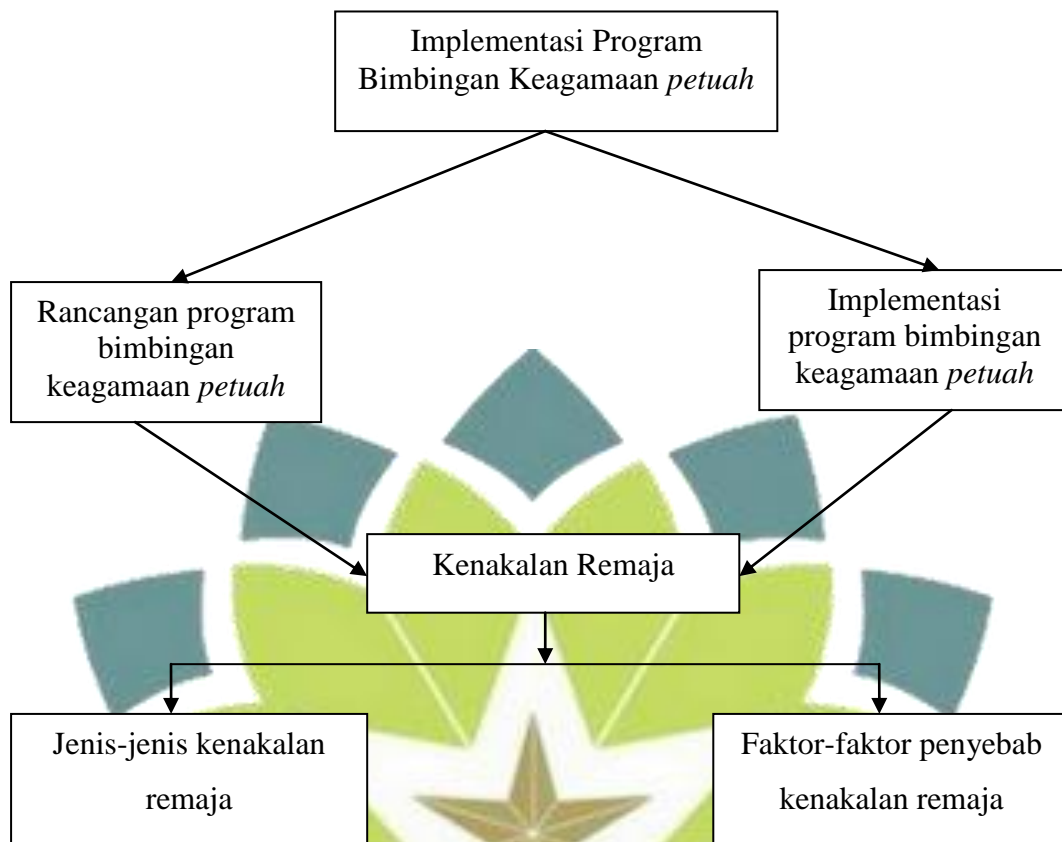 Implementasi Program
Bimbingan Keagamaan petuah
Rancangan program
bimbingan
keagamaan petuah
Implementasi
program bimbingan
keagamaan petuah
Kenakalan Remaja
Jenis-jenis kenakalan
remaja
Faktor-faktor penyebab
kenakalan remaja